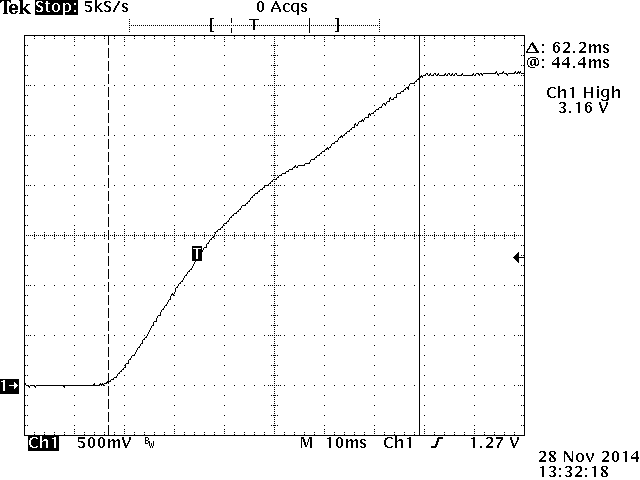 Tek Stop: 5kS/s 0 Acqs
[ T ]
Δ: 62.2ms
@: 44.4ms
Ch1 High
3.16 V
T
1→
Ch1 500mV BW M 10ms Ch1 1.27 V
28 Nov 2014
13:32:18